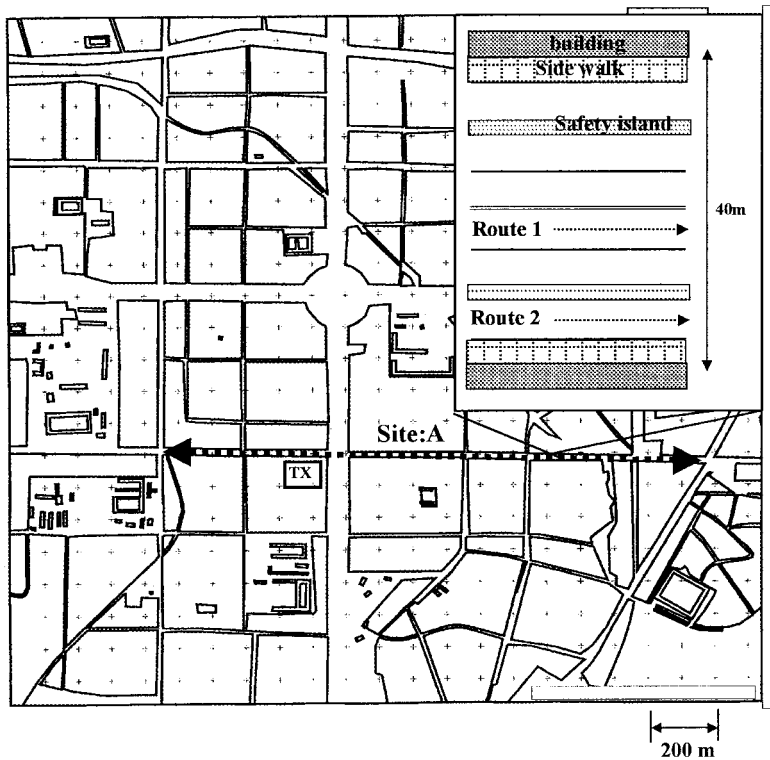 building
Side walk
Safety island
40m
Route 1
Route 2
Site:A
TX
200 m